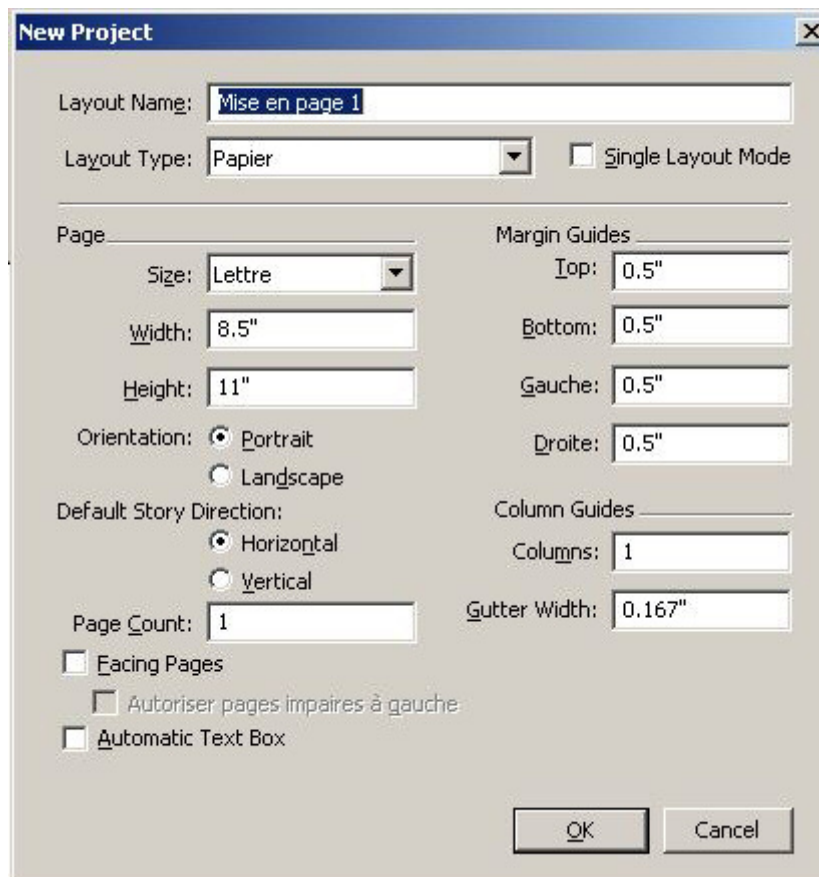 New Project
Layout Name: Mise en page 1
Layout Type: Papier Single Layout Mode
Page
Size: Lettre
Width: 8.5"
Height: 11"
Orientation: Portrait
Landscape
Default Story Direction:
Horizontal
Vertical
Page Count: 1
Facing Pages
Autoriser pages impaires à gauche
Automatic Text Box
Margin Guides
Top: 0.5"
Bottom: 0.5"
Gauche: 0.5"
Droite: 0.5"
Column Guides
Columns: 1
Gutter Width: 0.167"
OK Cancel